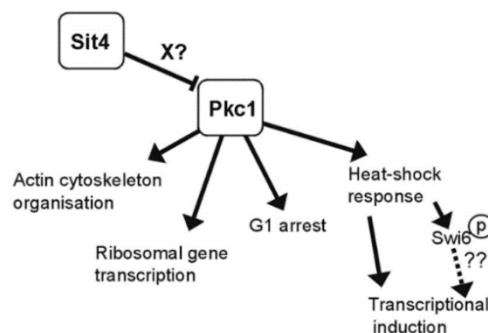 Sit4
X?
Pkc1
Actin cytoskeleton
organisation
Heat-shock
response
G1 arrest
Swi6 p
??
Ribosomal gene
transcription
Transcriptional
induction